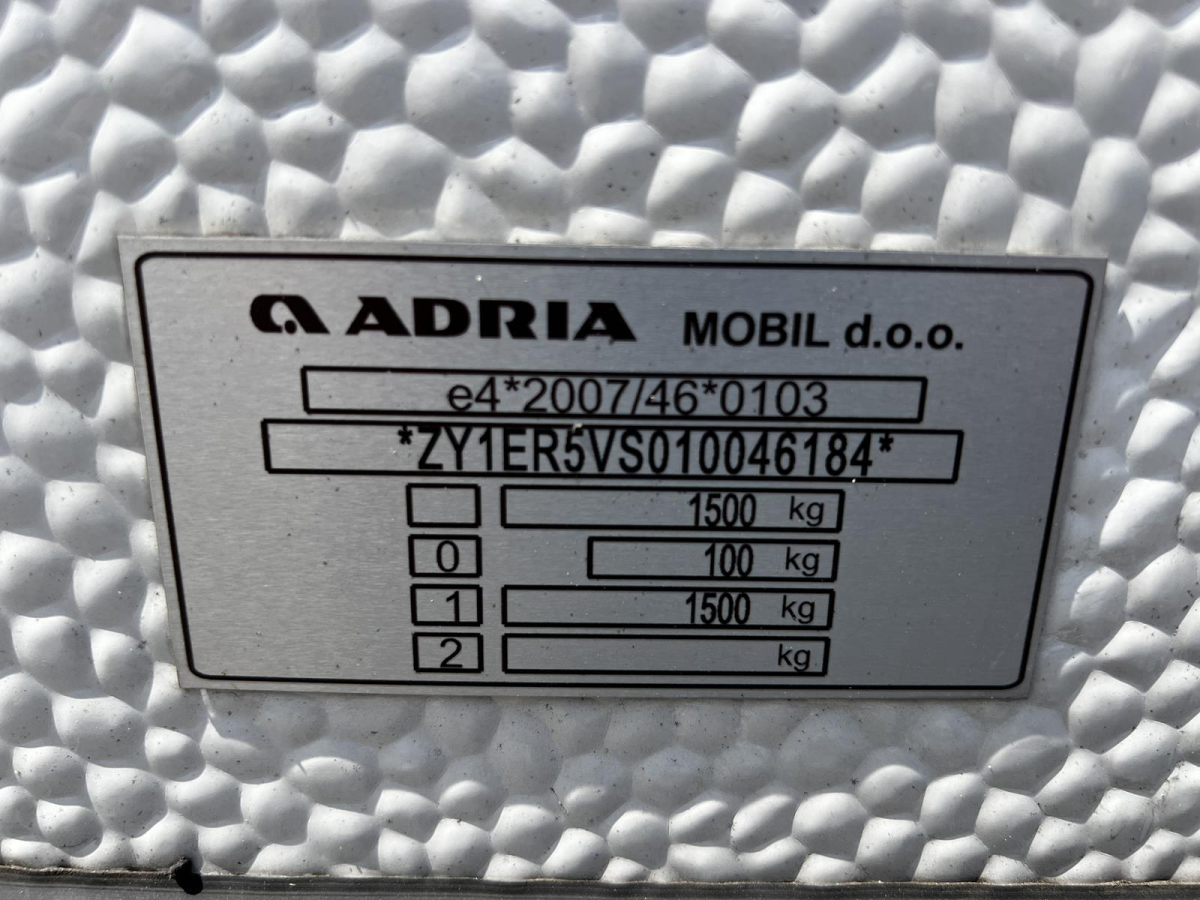 ADRIA MOBIL d.o.o.
e4*2007/46*0103
*ZY1ER5VS010046184*
1500 kg
0 100 kg
1 1500 kg
2 kg